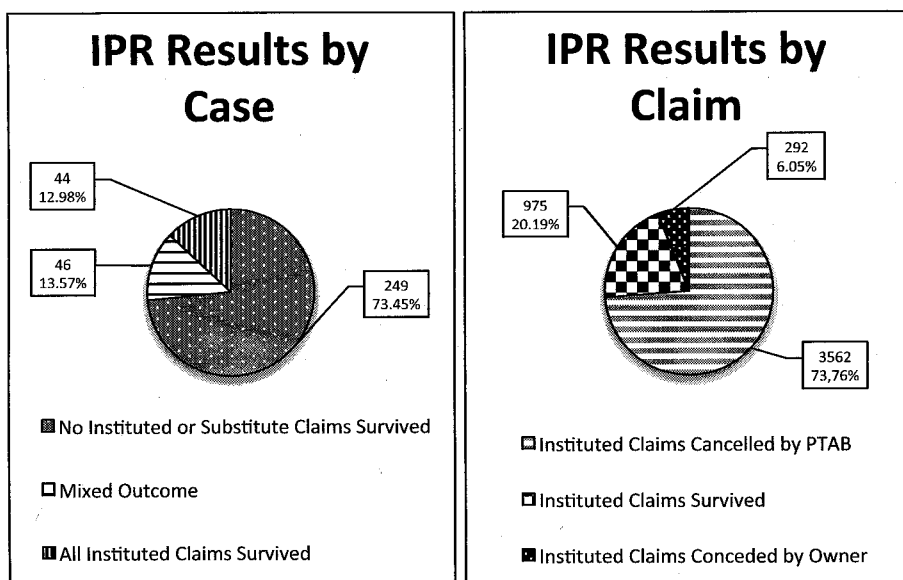 IPR Results by
Case
44
12.98%
46
13.57%
249
73.45%
No Instituted or Substitute Claims Survived
Mixed Outcome
All Instituted Claims Survived
IPR Results by
Claim
292
6.05%
975
20.19%
3562
73,76%
Instituted Claims Cancelled by PTAB
Instituted Claims Survived
Instituted Claims Conceded by Owner